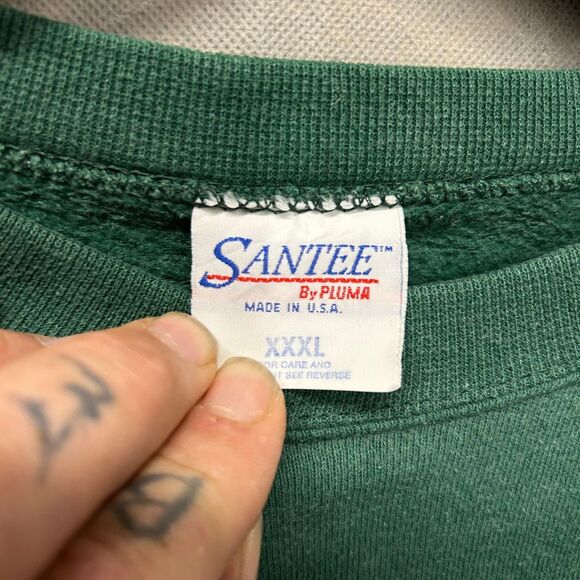 SANTEE™
By PLUMA
MADE IN U.S.A.
XXXL
FOR CARE AND
SEE REVERSE